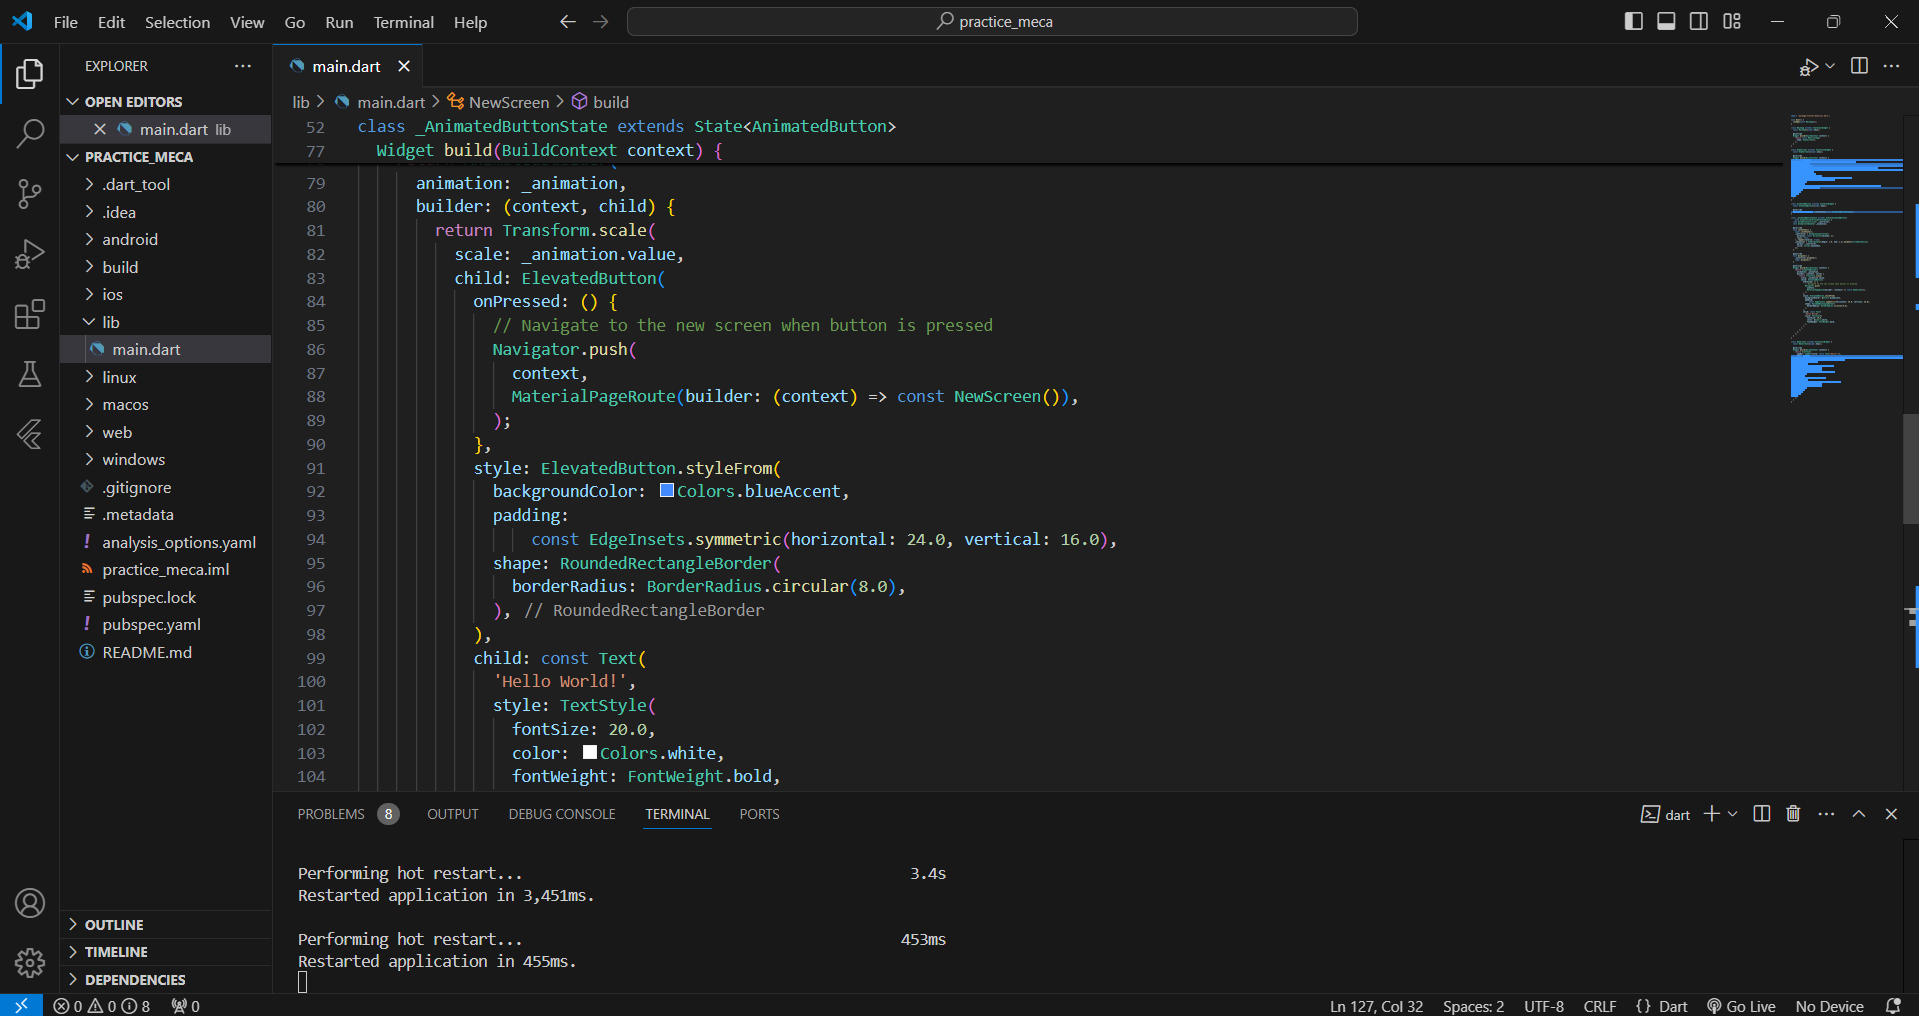 File Edit Selection View Go Run Terminal Help
practice_meca
EXPLORER
OPEN EDITORS
main.dart lib
PRACTICE_MECA
.dart_tool
.idea
android
build
ios
lib
main.dart
linux
macos
web
windows
.gitignore
.metadata
analysis_options.yaml
practice_meca.iml
pubspec.lock
pubspec.yaml
README.md
OUTLINE
TIMELINE
DEPENDENCIES
main.dart
lib > main.dart > NewScreen > build
52 class _AnimatedButtonState extends State<AnimatedButton>
77 Widget build(BuildContext context) {
79 animation: _animation,
80 builder: (context, child) {
81 return Transform.scale(
82 scale: _animation.value,
83 child: ElevatedButton(
84 onPressed: () {
85 // Navigate to the new screen when button is pressed
86 Navigator.push(
87 context,
88 MaterialPageRoute(builder: (context) => const NewScreen()),
89 );
90 },
91 style: ElevatedButton.styleFrom(
92 backgroundColor: Colors.blueAccent,
93 padding:
94 const EdgeInsets.symmetric(horizontal: 24.0, vertical: 16.0),
95 shape: RoundedRectangleBorder(
96 borderRadius: BorderRadius.circular(8.0),
97 ), // RoundedRectangleBorder
98 ),
99 child: const Text(
100 'Hello World!',
101 style: TextStyle(
102 fontSize: 20.0,
103 color: Colors.white,
104 fontWeight: FontWeight.bold,
PROBLEMS 8 OUTPUT DEBUG CONSOLE TERMINAL PORTS
dart
Performing hot restart... 3.4s
Restarted application in 3,451ms.
Performing hot restart... 453ms
Restarted application in 455ms.
0 0 8 0
Ln 127, Col 32 Spaces: 2 UTF-8 CRLF {} Dart Go Live No Device